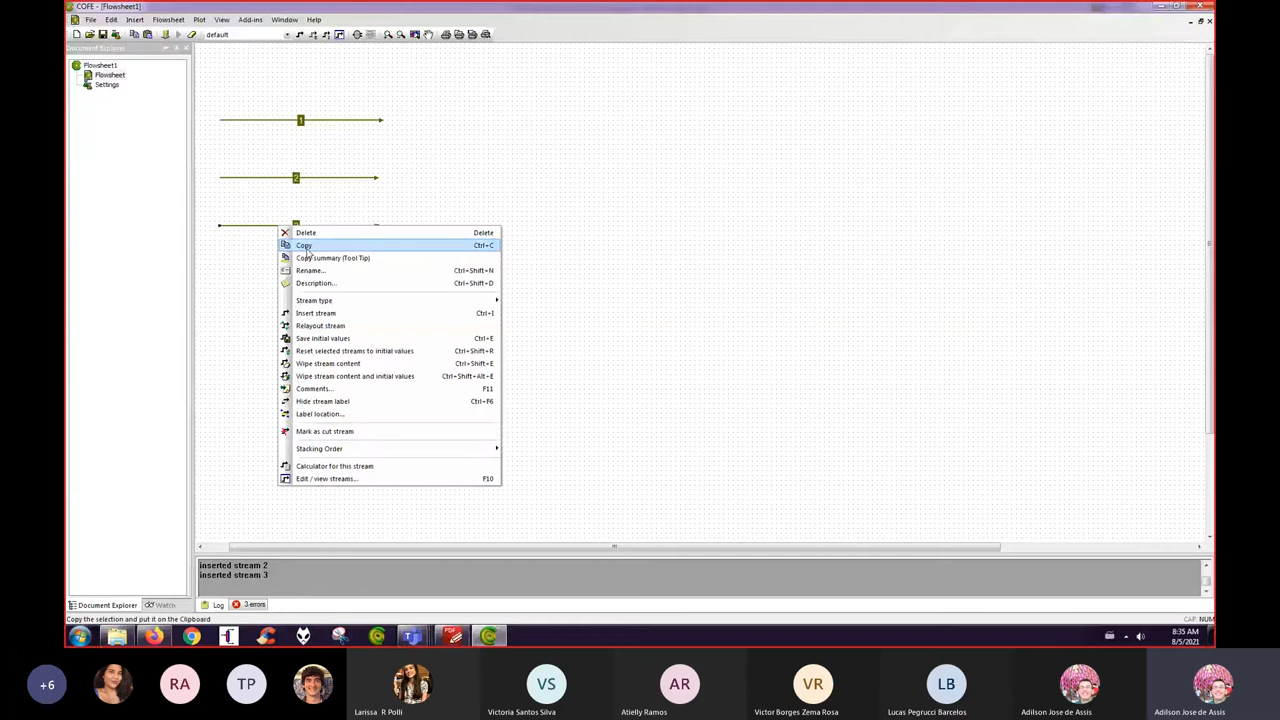 COFE - [Flowsheet1]
File Edit Insert Flowsheet Plot View Add-ins Window Help
default
Document Explorer
Flowsheet1
Flowsheet
Settings
1
2
Delete Delete
Copy Ctrl+C
Copy summary (Tool Tip)
Rename... Ctrl+Shift+N
Description... Ctrl+Shift+D
Stream type
Insert stream Ctrl+I
Relayout stream
Save initial values Ctrl+E
Reset selected streams to initial values Ctrl+Shift+R
Wipe stream content Ctrl+Shift+E
Wipe stream content and initial values Ctrl+Shift+Alt+E
Comments... F11
Hide stream label Ctrl+F6
Label location...
Mark as cut stream
Stacking Order
Calculator for this stream
Edit / view streams... F10
inserted stream 2
inserted stream 3
Document Explorer Watch Log 3 errors
Copy the selection and put it on the Clipboard CAP NUM
PDF
8:35 AM
8/5/2021
+6 RA TP VS AR VR LB
Larissa R Polli Victoria Santos Silva Atielly Ramos Victor Borges Zema Rosa Lucas Pegrucci Barcelos Adilson Jose de Assis Adilson Jose de Assis